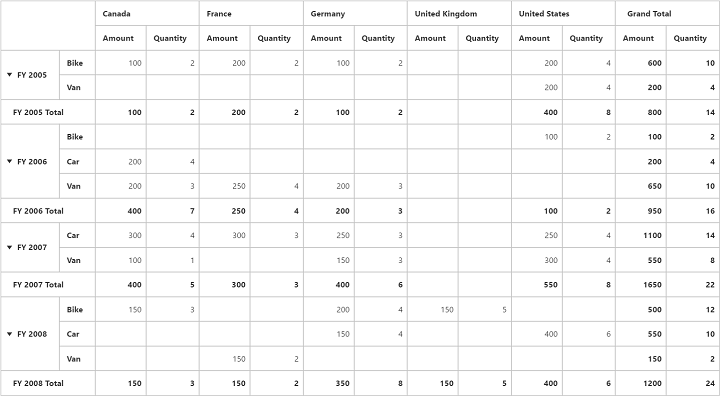 Canada France Germany United Kingdom United States Grand Total
Amount Quantity Amount Quantity Amount Quantity Amount Quantity Amount Quantity Amount Quantity
FY 2005 Bike 100 2 200 2 100 2 200 4 600 10
Van 200 4 200 4
FY 2005 Total 100 2 200 2 100 2 400 8 800 14
Bike 100 2 100 2
FY 2006 Car 200 4 200 4
Van 200 3 250 4 200 3 650 10
FY 2006 Total 400 7 250 4 200 3 100 2 950 16
FY 2007 Car 300 4 300 3 250 3 250 4 1100 14
Van 100 1 150 3 300 4 550 8
FY 2007 Total 400 5 300 3 400 6 550 8 1650 22
Bike 150 3 200 4 150 5 500 12
FY 2008 Car 150 4 400 6 550 10
Van 150 2 150 2
FY 2008 Total 150 3 150 2 350 8 150 5 400 6 1200 24